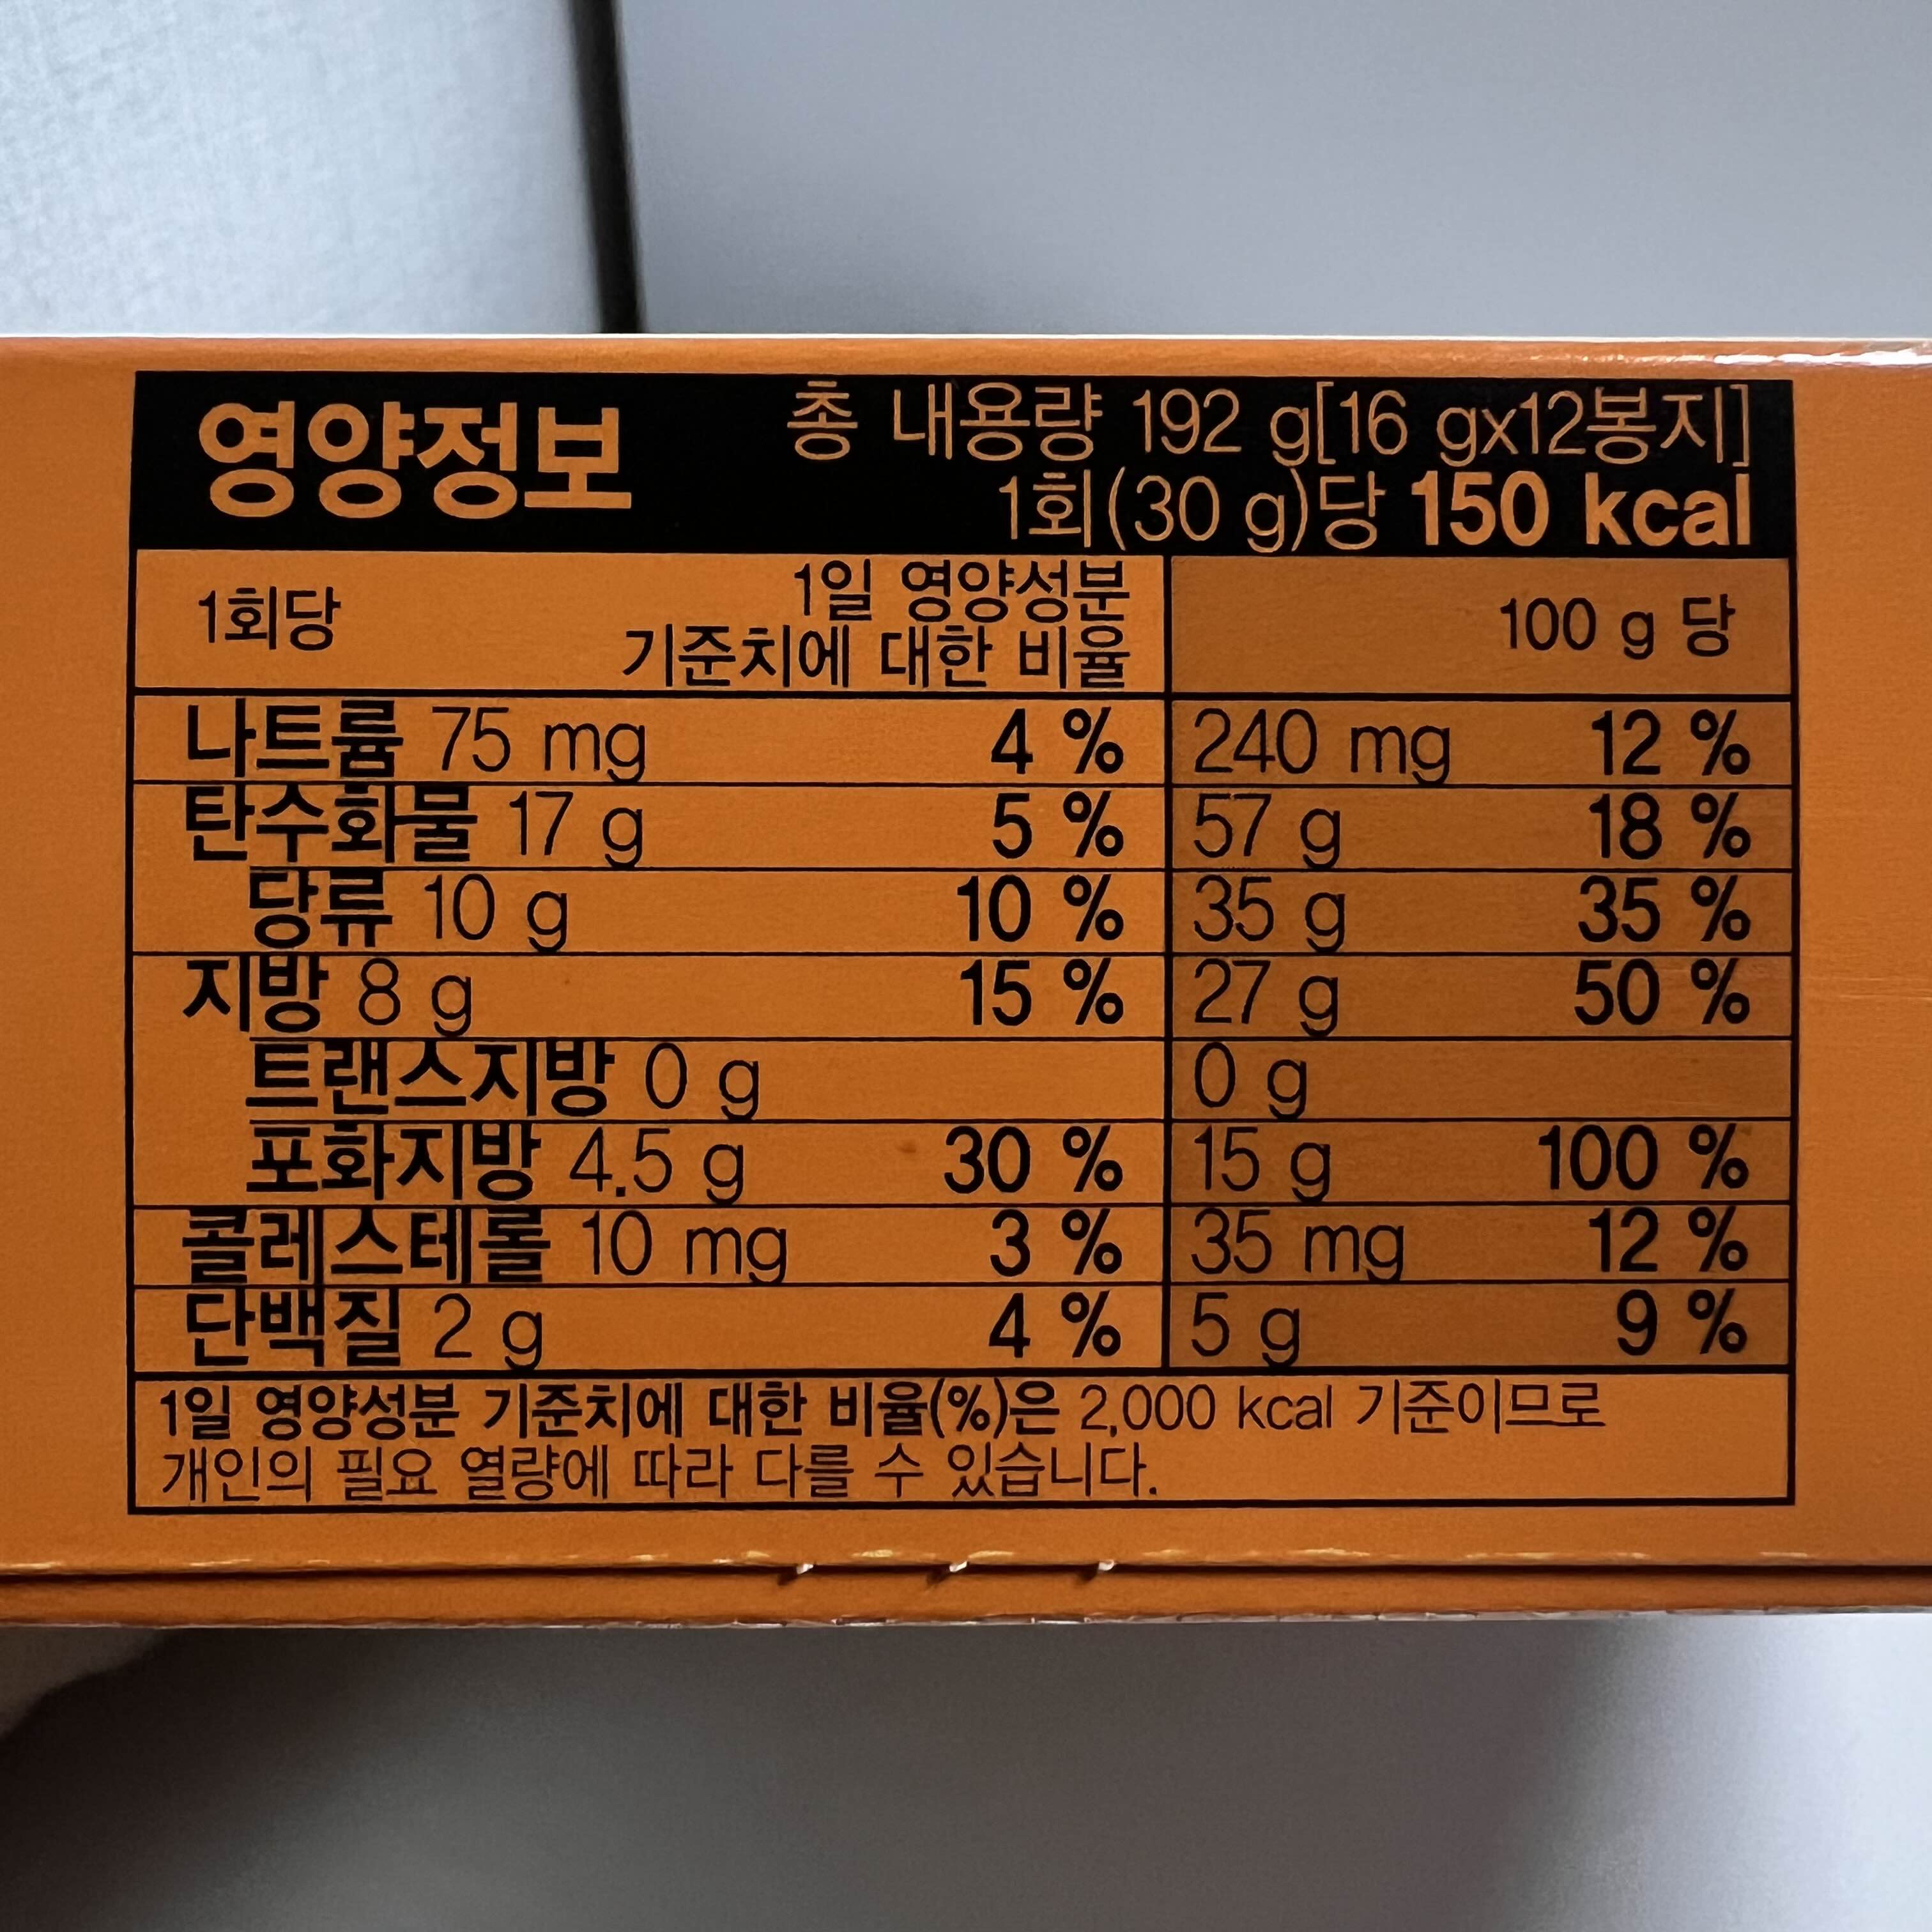 영양정보
총 내용량 192 g[16 gx12봉지]
1회(30 g)당 150 kcal
1회당 1일 영양성분 기준치에 대한 비율 100 g 당
나트륨 75 mg 4 % 240 mg 12 %
탄수화물 17 g 5 % 57 g 18 %
당류 10 g 10 % 35 g 35 %
지방 8 g 15 % 27 g 50 %
트랜스지방 0 g 0 g
포화지방 4.5 g 30 % 15 g 100 %
콜레스테롤 10 mg 3 % 35 mg 12 %
단백질 2 g 4 % 5 g 9 %
1일 영양성분 기준치에 대한 비율(%)은 2,000 kcal 기준이므로
개인의 필요 열량에 따라 다를 수 있습니다.